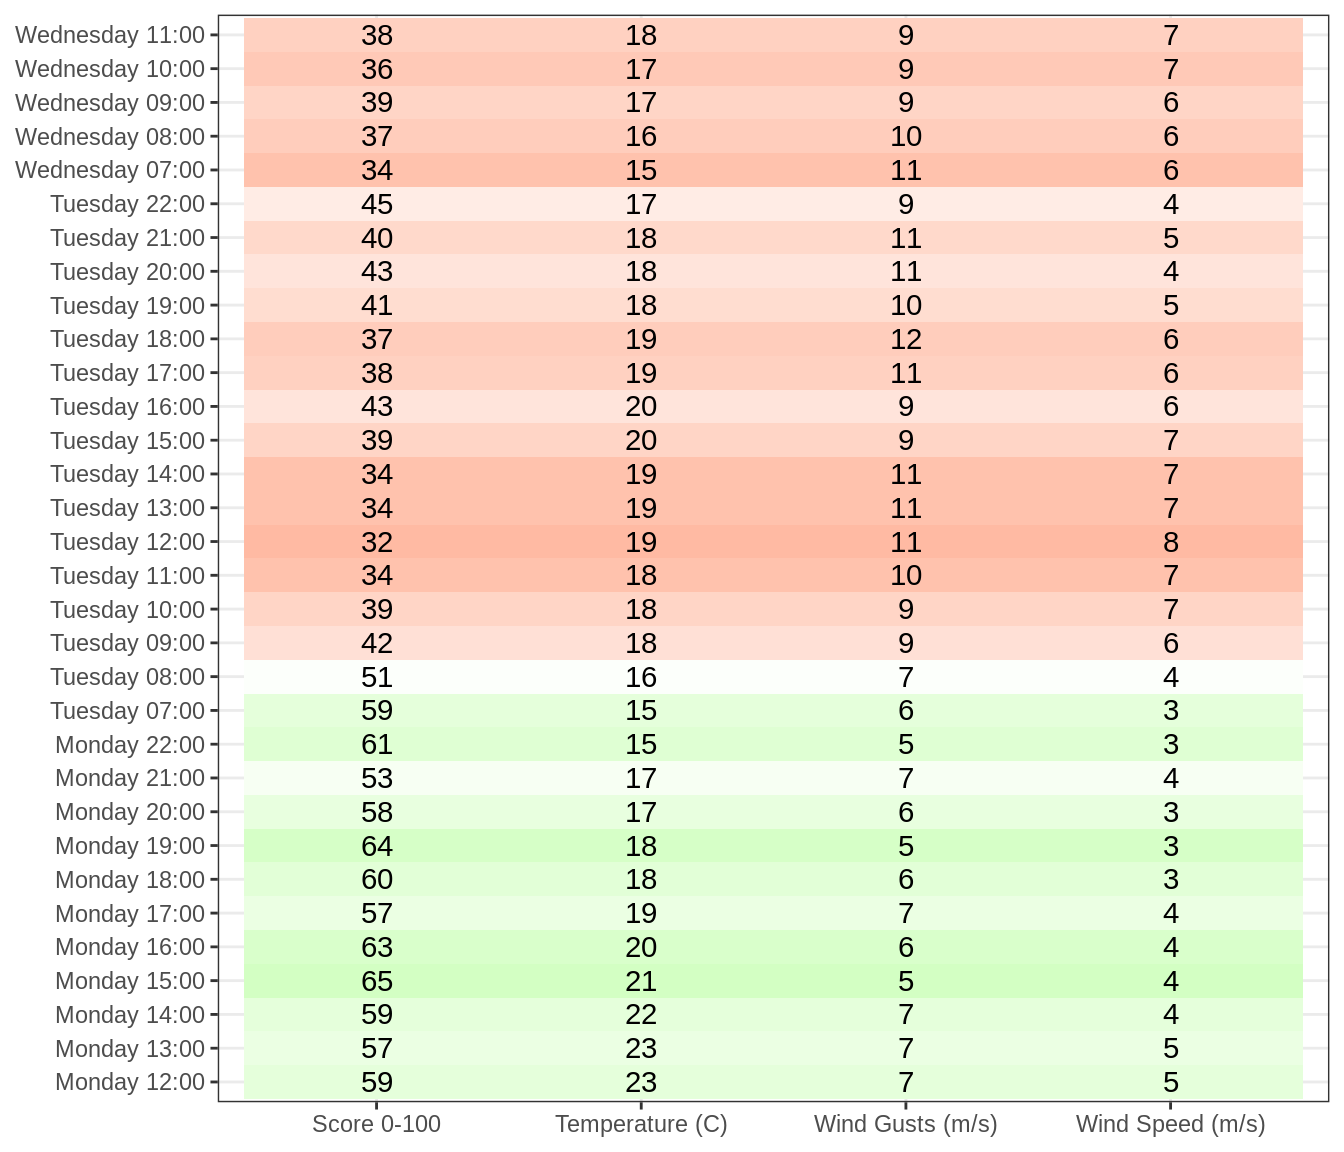 Wednesday 11:00 38 18 9 7
Wednesday 10:00 36 17 9 7
Wednesday 09:00 39 17 9 6
Wednesday 08:00 37 16 10 6
Wednesday 07:00 34 15 11 6
Tuesday 22:00 45 17 9 4
Tuesday 21:00 40 18 11 5
Tuesday 20:00 43 18 11 4
Tuesday 19:00 41 18 10 5
Tuesday 18:00 37 19 12 6
Tuesday 17:00 38 19 11 6
Tuesday 16:00 43 20 9 6
Tuesday 15:00 39 20 9 7
Tuesday 14:00 34 19 11 7
Tuesday 13:00 34 19 11 7
Tuesday 12:00 32 19 11 8
Tuesday 11:00 34 18 10 7
Tuesday 10:00 39 18 9 7
Tuesday 09:00 42 18 9 6
Tuesday 08:00 51 16 7 4
Tuesday 07:00 59 15 6 3
Monday 22:00 61 15 5 3
Monday 21:00 53 17 7 4
Monday 20:00 58 17 6 3
Monday 19:00 64 18 5 3
Monday 18:00 60 18 6 3
Monday 17:00 57 19 7 4
Monday 16:00 63 20 6 4
Monday 15:00 65 21 5 4
Monday 14:00 59 22 7 4
Monday 13:00 57 23 7 5
Monday 12:00 59 23 7 5
Score 0-100 Temperature (C) Wind Gusts (m/s) Wind Speed (m/s)